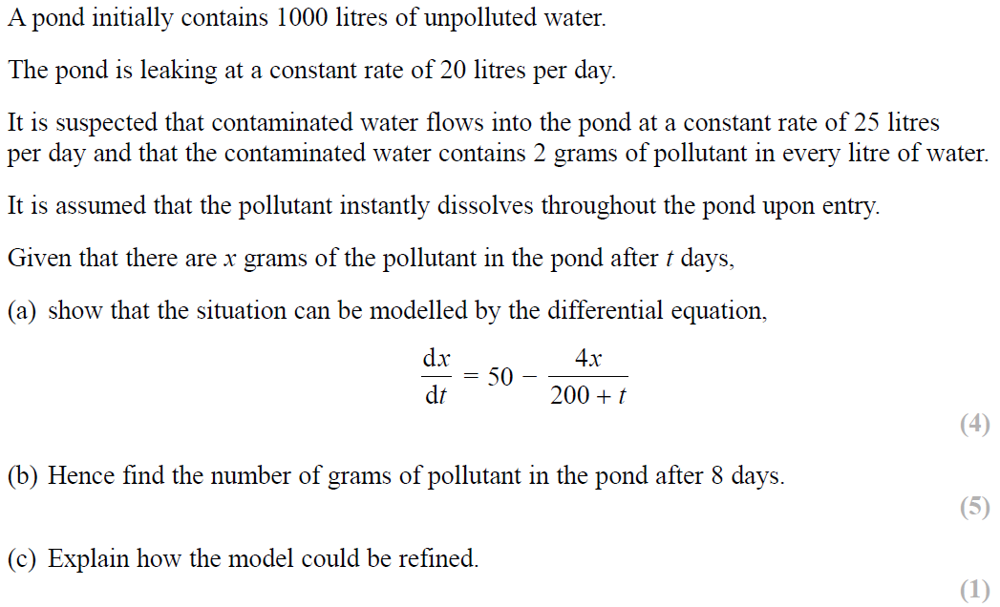 A pond initially contains 1000 litres of unpolluted water.
The pond is leaking at a constant rate of 20 litres per day.
It is suspected that contaminated water flows into the pond at a constant rate of 25 litres
per day and that the contaminated water contains 2 grams of pollutant in every litre of water.
It is assumed that the pollutant instantly dissolves throughout the pond upon entry.
Given that there are x grams of the pollutant in the pond after t days,
(a) show that the situation can be modelled by the differential equation,
dx/dt = 50 − 4x/(200 + t)
(4)
(b) Hence find the number of grams of pollutant in the pond after 8 days.
(5)
(c) Explain how the model could be refined.
(1)